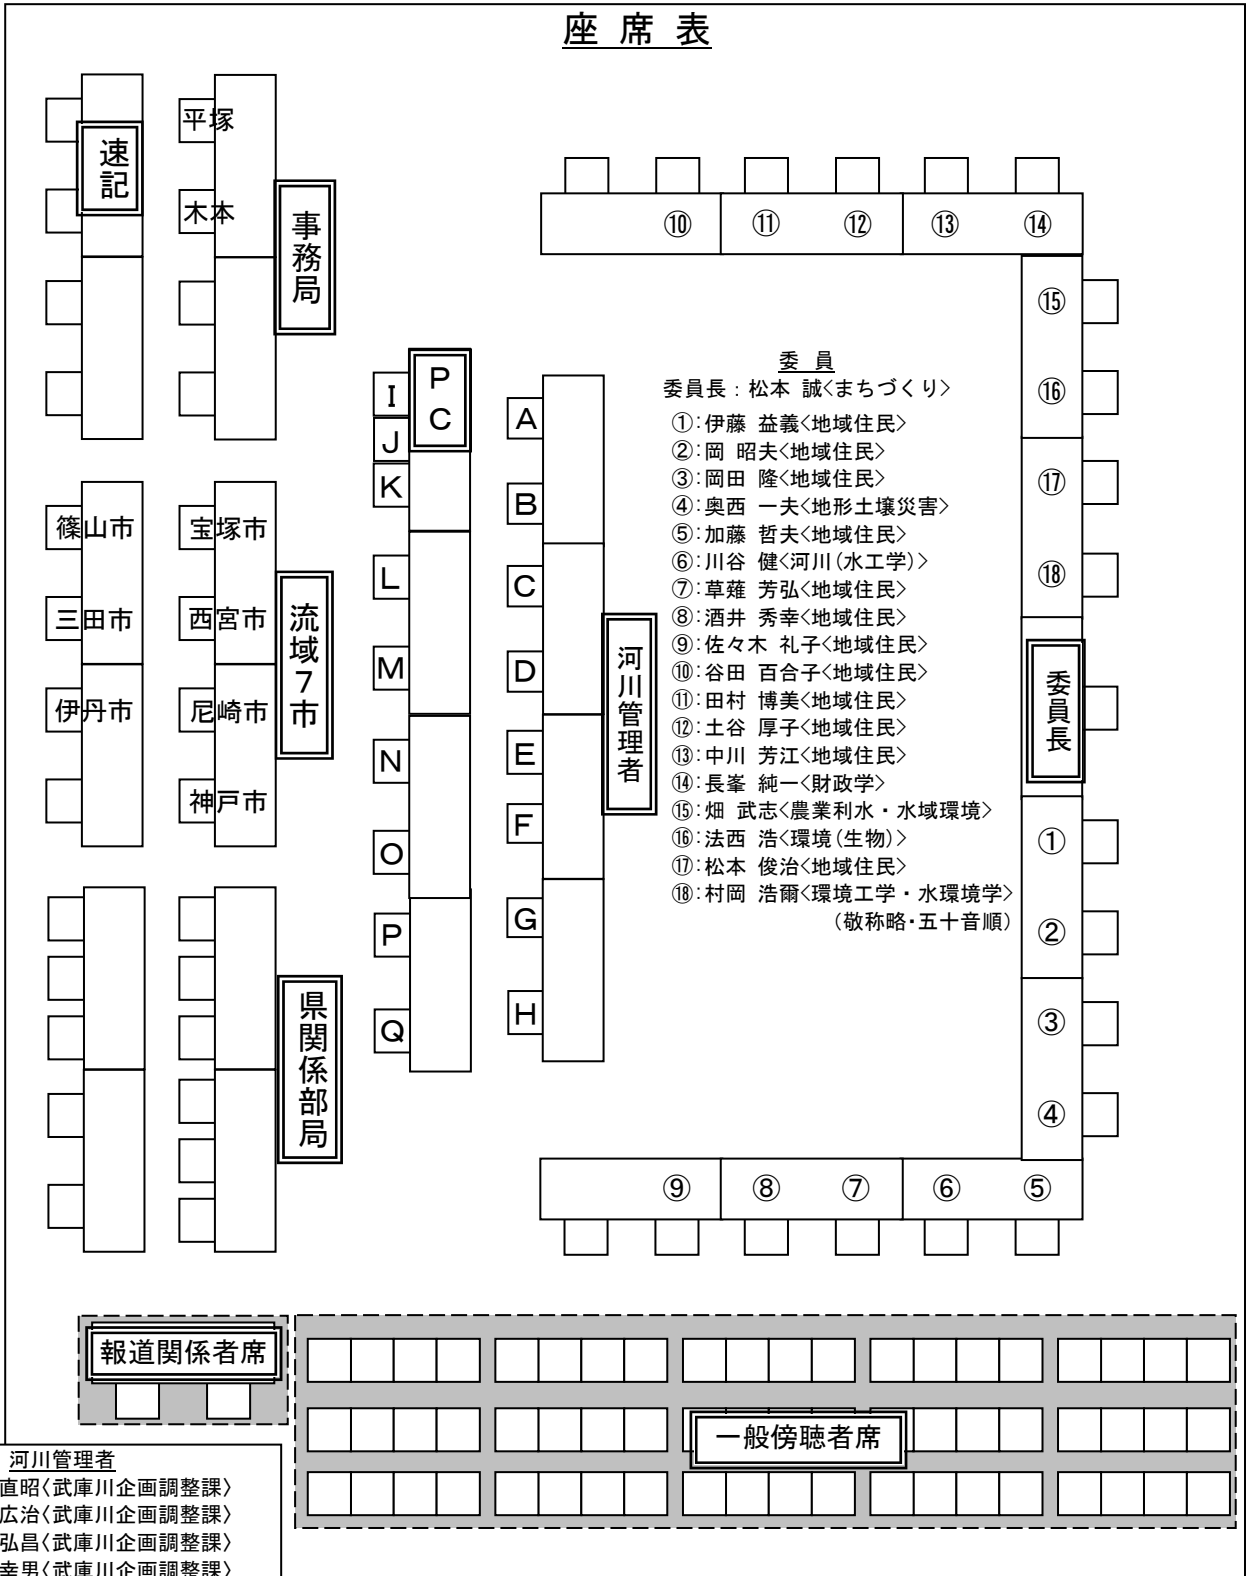 座 席 表
速記
平塚
木本
事務局
⑩
⑪
⑫
⑬
⑭
⑮
⑯
⑰
⑱
委員長
①
②
③
④
⑤
⑥
⑦
⑧
⑨
PC
I
J
K
L
M
N
O
P
Q
A
B
C
D
E
F
G
H
河川管理者
委 員
委員長：松本 誠<まちづくり>
①:伊藤 益義<地域住民>
②:岡 昭夫<地域住民>
③:岡田 隆<地域住民>
④:奥西 一夫<地形土壌災害>
⑤:加藤 哲夫<地域住民>
⑥:川谷 健<河川(水工学)>
⑦:草薙 芳弘<地域住民>
⑧:酒井 秀幸<地域住民>
⑨:佐々木 礼子<地域住民>
⑩:谷田 百合子<地域住民>
⑪:田村 博美<地域住民>
⑫:土谷 厚子<地域住民>
⑬:中川 芳江<地域住民>
⑭:長峯 純一<財政学>
⑮:畑 武志<農業利水・水域環境>
⑯:法西 浩<環境(生物)>
⑰:松本 俊治<地域住民>
⑱:村岡 浩爾<環境工学・水環境学>
(敬称略・五十音順)
篠山市
三田市
伊丹市
宝塚市
西宮市
尼崎市
神戸市
流域7市
県関係部局
報道関係者席
一般傍聴者席
河川管理者
直昭〈武庫川企画調整課〉
広治〈武庫川企画調整課〉
弘昌〈武庫川企画調整課〉
幸男〈武庫川企画調整課〉